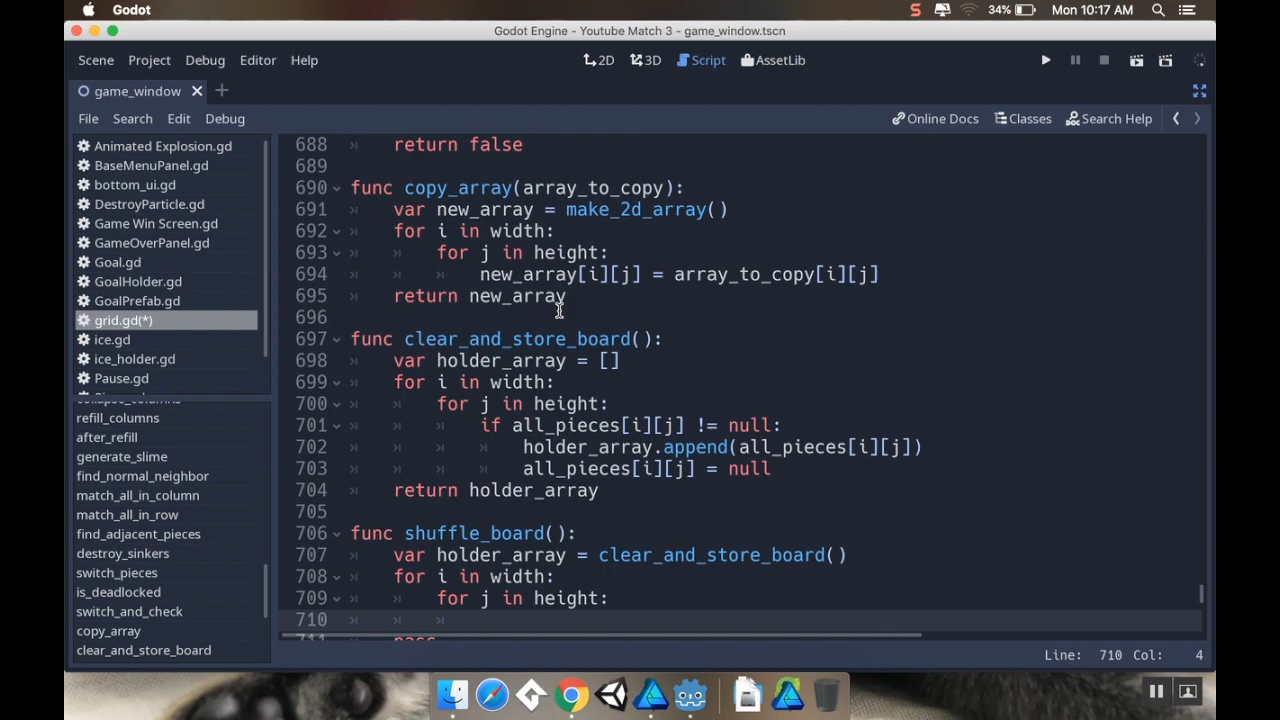 Godot
34%
Mon 10:17 AM
Godot Engine - Youtube Match 3 - game_window.tscn
Scene Project Debug Editor Help
2D 3D Script AssetLib
game_window
File Search Edit Debug
Online Docs Classes Search Help
Animated Explosion.gd
BaseMenuPanel.gd
bottom_ui.gd
DestroyParticle.gd
Game Win Screen.gd
GameOverPanel.gd
Goal.gd
GoalHolder.gd
GoalPrefab.gd
grid.gd(*)
ice.gd
ice_holder.gd
Pause.gd
collapse_columns
refill_columns
after_refill
generate_slime
find_normal_neighbor
match_all_in_column
match_all_in_row
find_adjacent_pieces
destroy_sinkers
switch_pieces
is_deadlocked
switch_and_check
copy_array
clear_and_store_board
688 return false
689
690 func copy_array(array_to_copy):
691 var new_array = make_2d_array()
692 for i in width:
693 for j in height:
694 new_array[i][j] = array_to_copy[i][j]
695 return new_array
696
697 func clear_and_store_board():
698 var holder_array = []
699 for i in width:
700 for j in height:
701 if all_pieces[i][j] != null:
702 holder_array.append(all_pieces[i][j])
703 all_pieces[i][j] = null
704 return holder_array
705
706 func shuffle_board():
707 var holder_array = clear_and_store_board()
708 for i in width:
709 for j in height:
710
711 pass
Line: 710 Col: 4